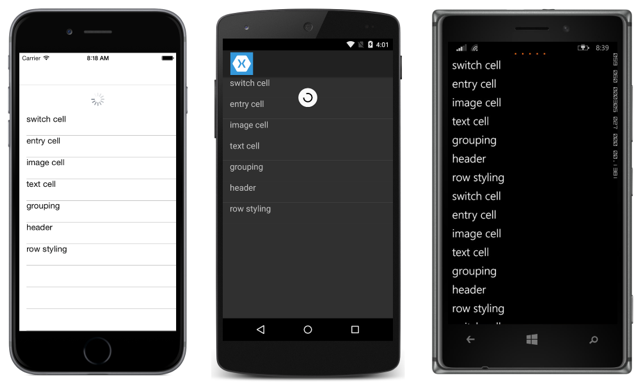 Carrier
8:18 AM
switch cell
entry cell
image cell
text cell
grouping
header
row styling
4:01
switch cell
entry cell
image cell
text cell
grouping
header
row styling
8:39
switch cell
entry cell
image cell
text cell
grouping
header
row styling
switch cell
entry cell
image cell
text cell
grouping
header
row styling